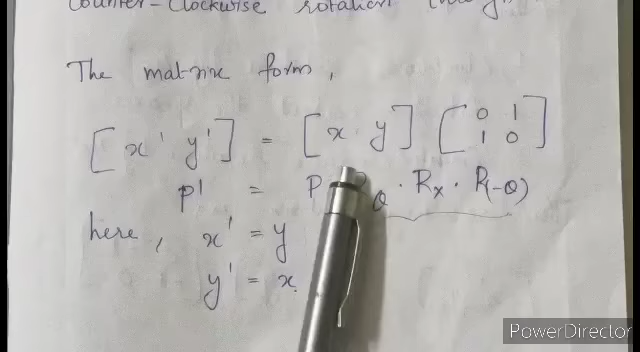 Counter-Clockwise rotation
The matrix form,
[x' y'] = [x y] [0 1
1 0]
P' = P θ · Rx · R(-θ)
here, x' = y
y' = x
PowerDirector